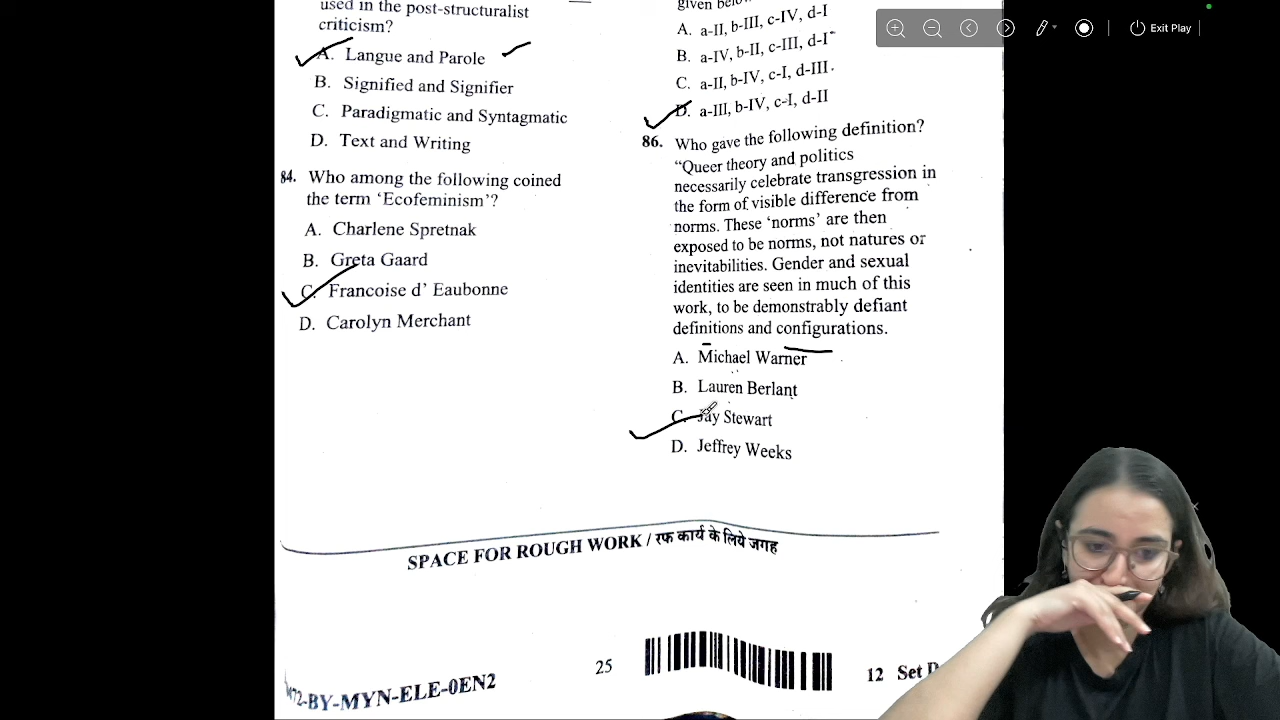 used in the post-structuralist
criticism?
A. Langue and Parole
B. Signified and Signifier
C. Paradigmatic and Syntagmatic
D. Text and Writing
84. Who among the following coined
the term ‘Ecofeminism’?
A. Charlene Spretnak
B. Greta Gaard
C. Francoise d’ Eaubonne
D. Carolyn Merchant
given
A. a-II, b-III, c-IV, d-I
B. a-IV, b-II, c-III, d-I
C. a-II, b-IV, c-I, d-III.
D. a-III, b-IV, c-I, d-II
86. Who gave the following definition?
“Queer theory and politics
necessarily celebrate transgression in
the form of visible difference from
norms. These ‘norms’ are then
exposed to be norms, not natures or
inevitabilities. Gender and sexual
identities are seen in much of this
work, to be demonstrably defiant
definitions and configurations.
A. Michael Warner
B. Lauren Berlant
C. Jay Stewart
D. Jeffrey Weeks
SPACE FOR ROUGH WORK / रफ कार्य के लिये जगह
-BY-MYN-ELE-0EN2
25
12 Set
Exit Play